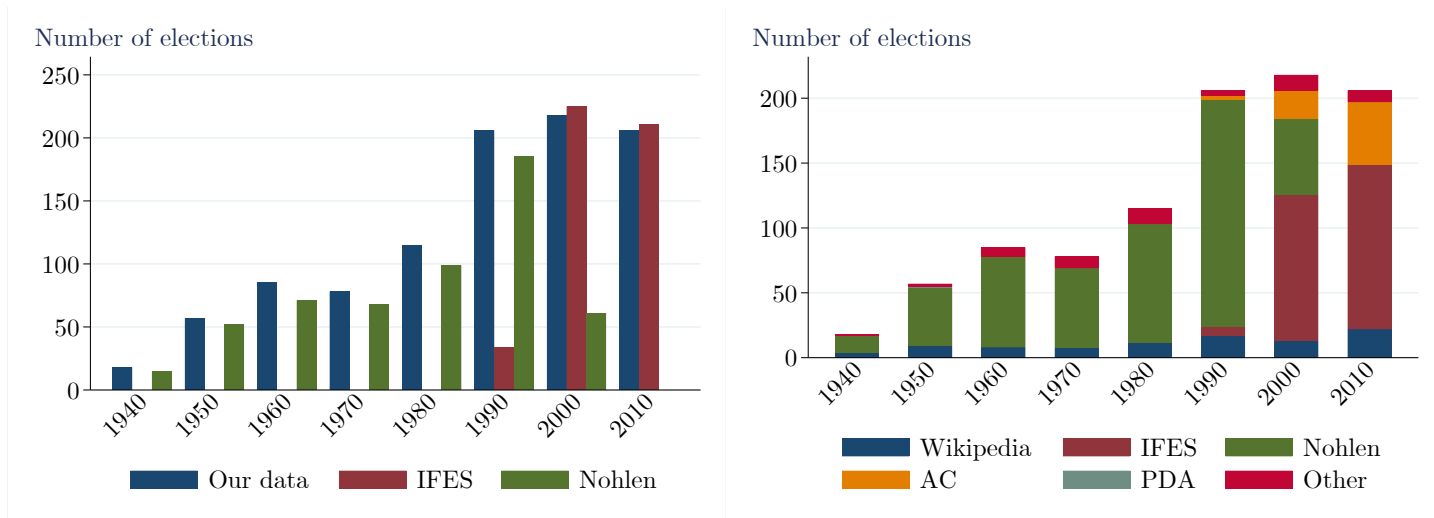 Number of elections
250
200
150
100
50
0
1940 1950 1960 1970 1980 1990 2000 2010
Our data IFES Nohlen
Number of elections
200
150
100
50
0
1940 1950 1960 1970 1980 1990 2000 2010
Wikipedia IFES Nohlen
AC PDA Other